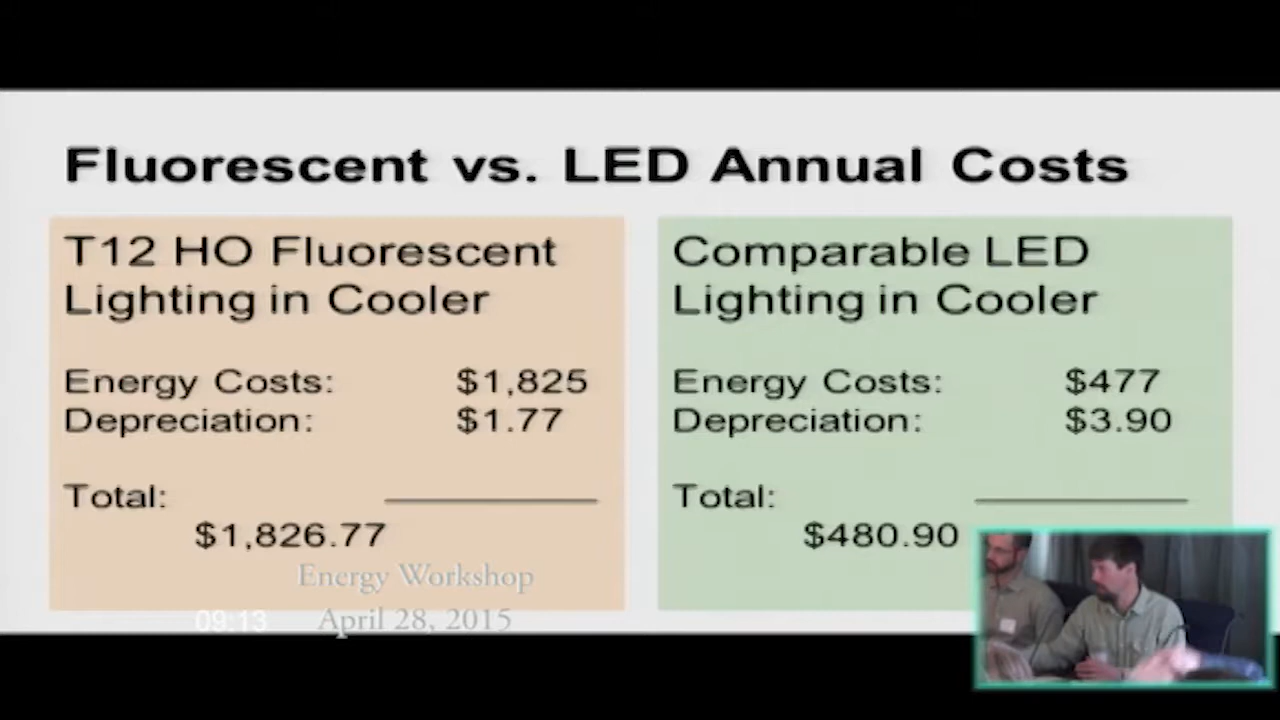 Fluorescent vs. LED Annual Costs
T12 HO Fluorescent
Lighting in Cooler
Energy Costs: $1,825
Depreciation: $1.77
Total:
$1,826.77
Comparable LED
Lighting in Cooler
Energy Costs: $477
Depreciation: $3.90
Total:
$480.90
Energy Workshop
09:13 April 28, 2015